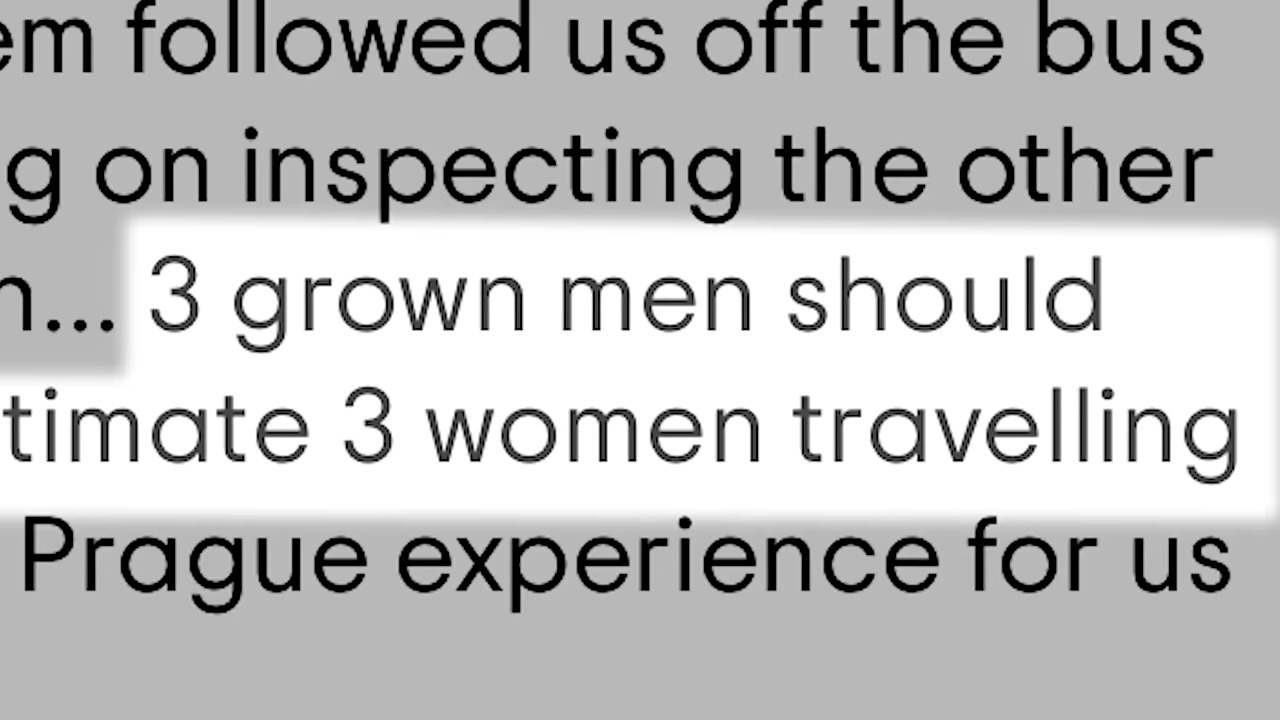 em followed us off the bus
g on inspecting the other
n... 3 grown men should
timate 3 women travelling
Prague experience for us